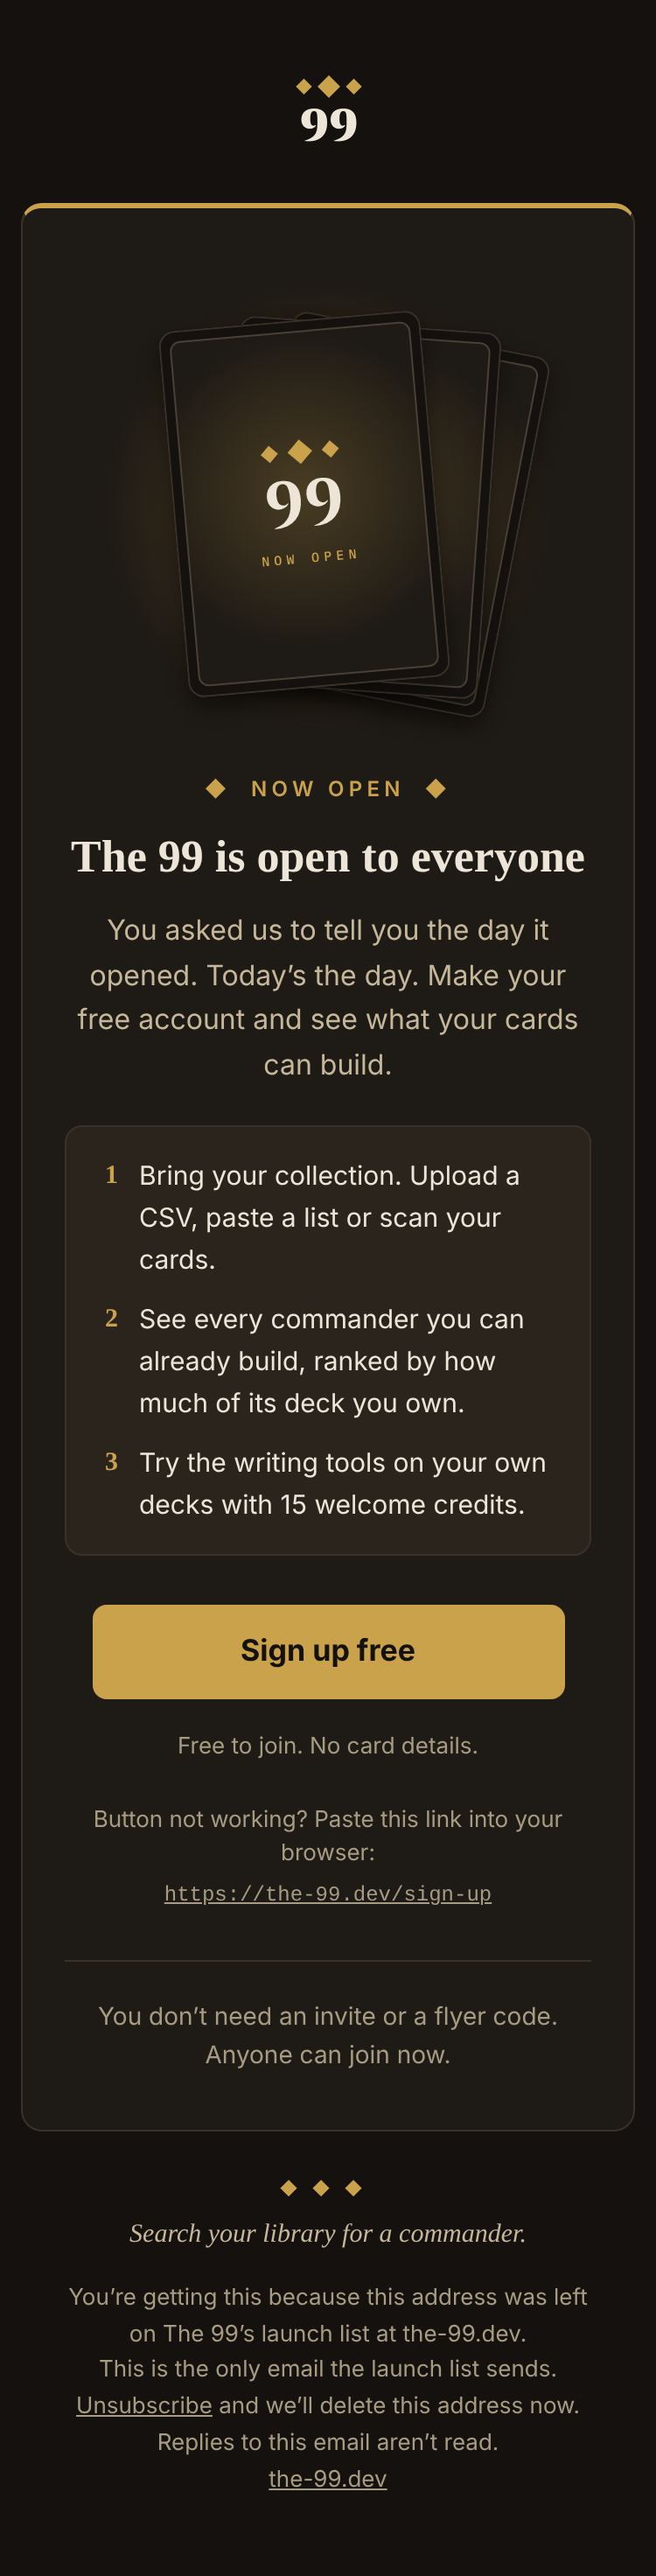 99
99
NOW OPEN
NOW OPEN
The 99 is open to everyone
You asked us to tell you the day it
opened. Today’s the day. Make your
free account and see what your cards
can build.
1 Bring your collection. Upload a
CSV, paste a list or scan your
cards.
2 See every commander you can
already build, ranked by how
much of its deck you own.
3 Try the writing tools on your own
decks with 15 welcome credits.
Sign up free
Free to join. No card details.
Button not working? Paste this link into your
browser:
https://the-99.dev/sign-up
You don’t need an invite or a flyer code.
Anyone can join now.
Search your library for a commander.
You’re getting this because this address was left
on The 99’s launch list at the-99.dev.
This is the only email the launch list sends.
Unsubscribe and we’ll delete this address now.
Replies to this email aren’t read.
the-99.dev